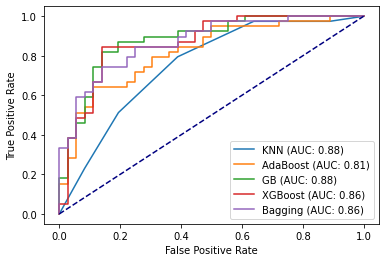 1.0
0.8
0.6
0.4
0.2
0.0
True Positive Rate
KNN (AUC: 0.88)
AdaBoost (AUC: 0.81)
GB (AUC: 0.88)
XGBoost (AUC: 0.86)
Bagging (AUC: 0.86)
0.0 0.2 0.4 0.6 0.8 1.0
False Positive Rate